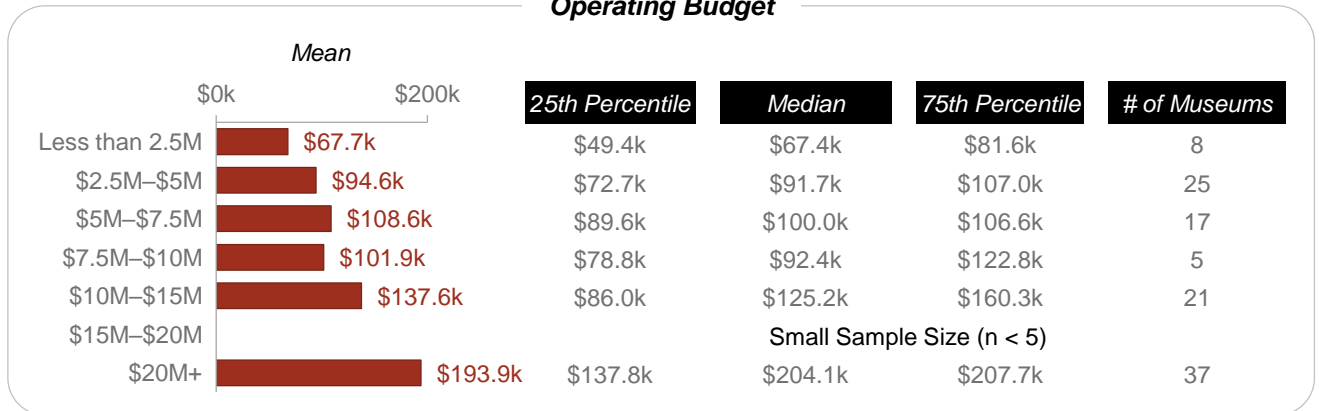 Operating Budget
Mean
$0k $200k 25th Percentile Median 75th Percentile # of Museums
Less than 2.5M $67.7k $49.4k $67.4k $81.6k 8
$2.5M–$5M $94.6k $72.7k $91.7k $107.0k 25
$5M–$7.5M $108.6k $89.6k $100.0k $106.6k 17
$7.5M–$10M $101.9k $78.8k $92.4k $122.8k 5
$10M–$15M $137.6k $86.0k $125.2k $160.3k 21
$15M–$20M Small Sample Size (n < 5)
$20M+ $193.9k $137.8k $204.1k $207.7k 37